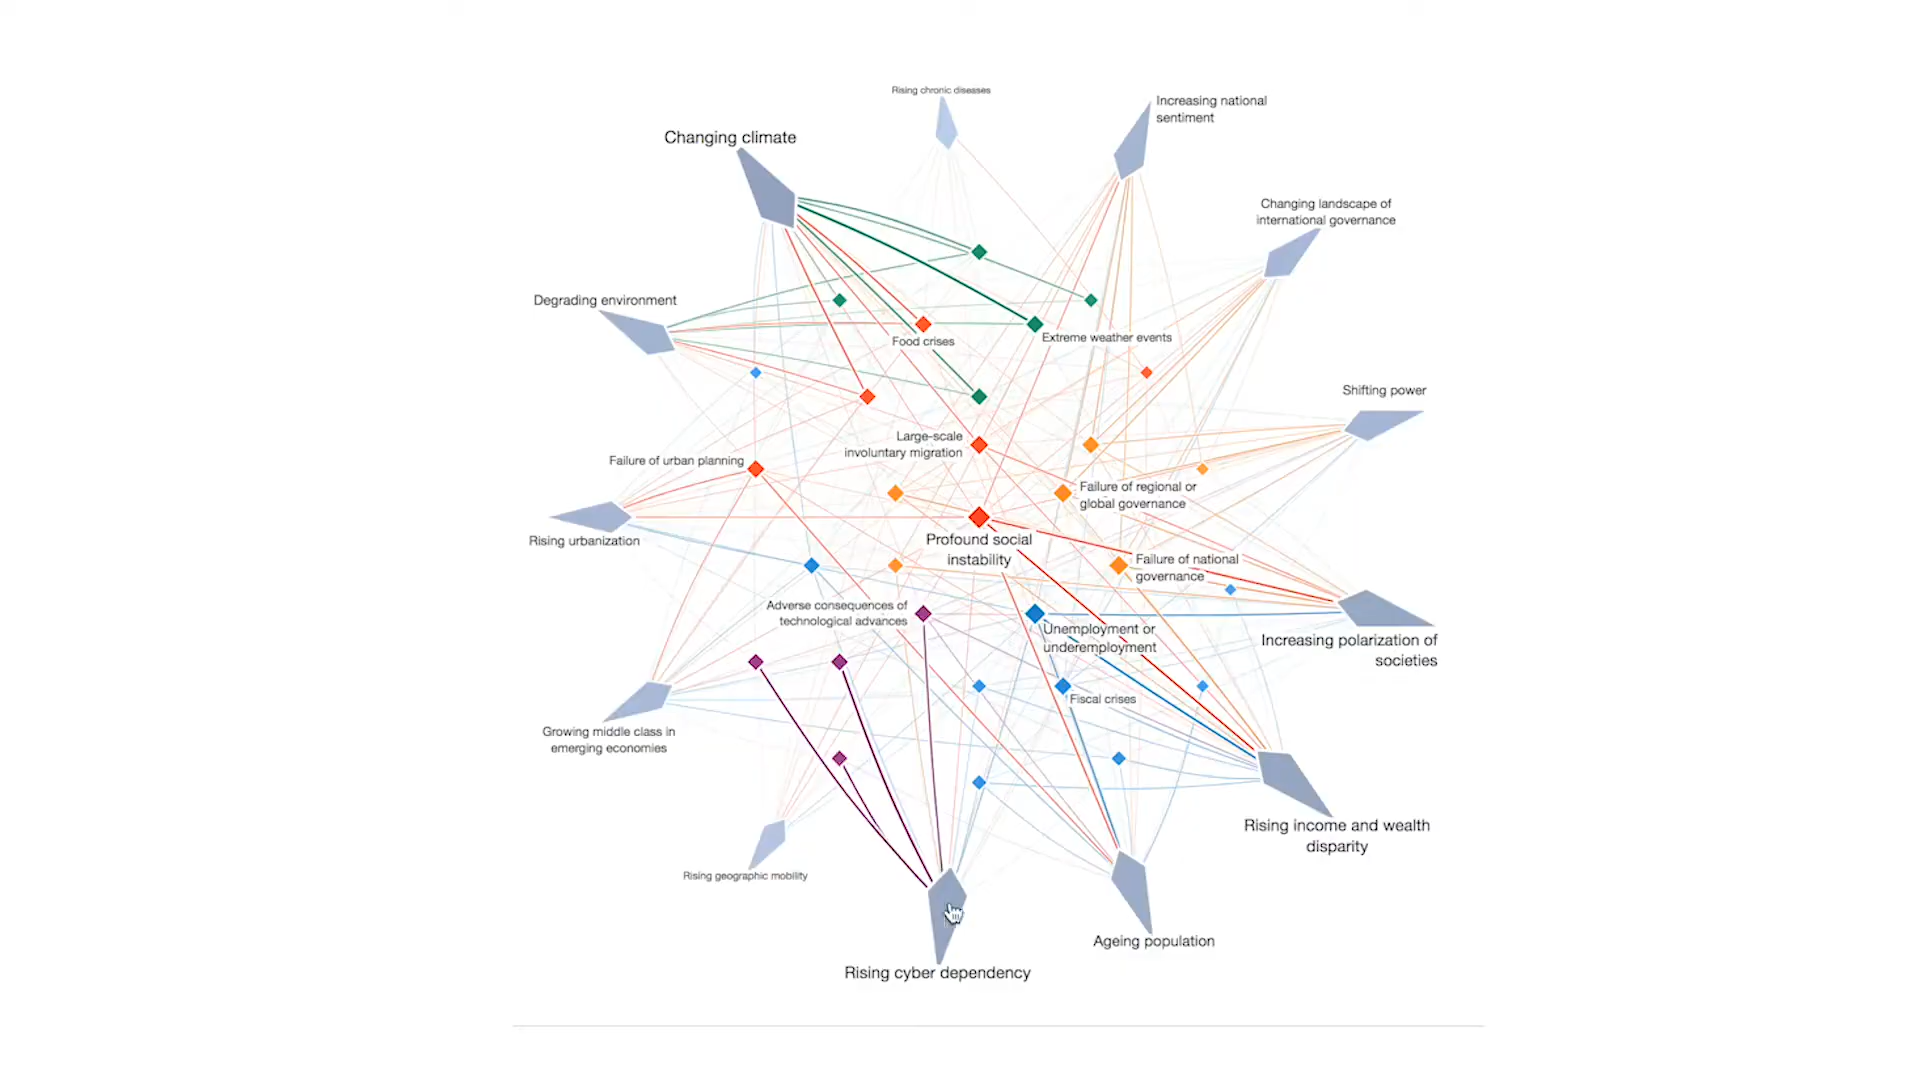 Rising chronic diseases
Increasing national
sentiment
Changing climate
Changing landscape of
international governance
Degrading environment
Extreme weather events
Food crises
Shifting power
Large-scale
involuntary migration
Failure of urban planning
Failure of regional or
global governance
Rising urbanization
Profound social
instability
Failure of national
governance
Adverse consequences of
technological advances
Unemployment or
underemployment
Increasing polarization of
societies
Fiscal crises
Growing middle class in
emerging economies
Rising income and wealth
disparity
Rising geographic mobility
Ageing population
Rising cyber dependency